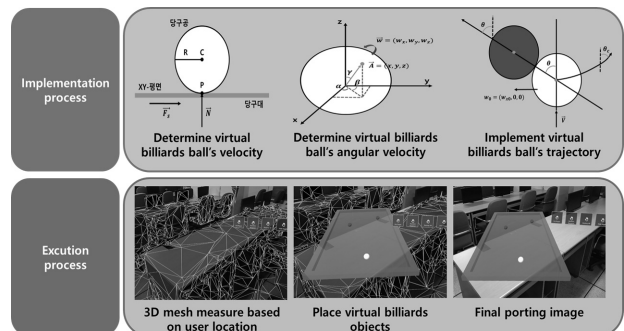 Implementation
process
당구공
R
C
P
XY-평면
당구대
Determine virtual
billiards ball's velocity
z
y
x
α
β
Determine virtual billiards
ball's angular velocity
θ
Implement virtual
billiards ball's trajectory
Excution
process
3D mesh measure based
on user location
Place virtual billiards
objects
Final porting image